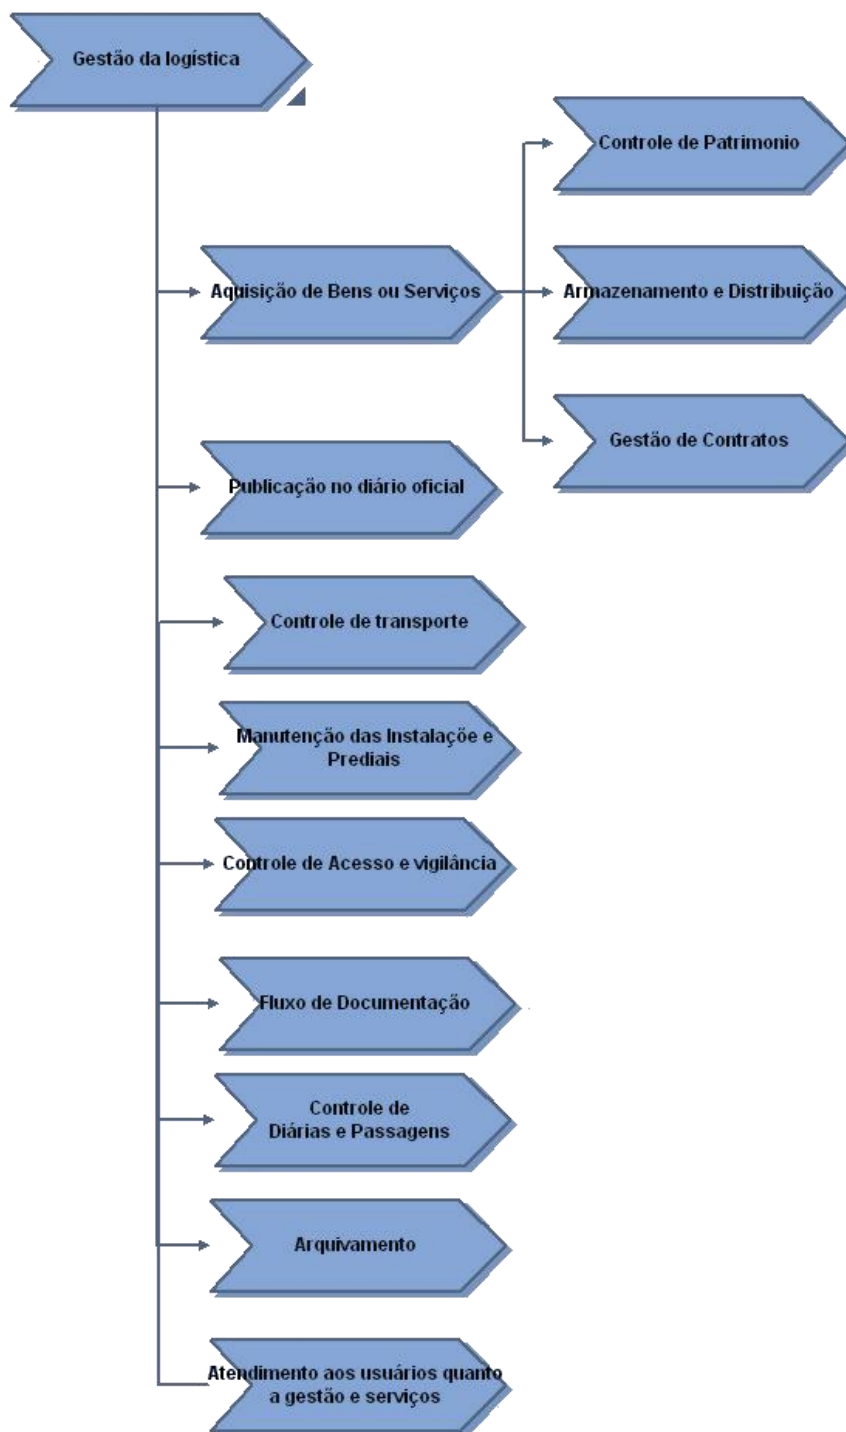 Gestão da logística
Controle de Patrimonio
Aquisição de Bens ou Serviços
Armazenamento e Distribuição
Gestão de Contratos
Publicação no diário oficial
Controle de transporte
Manutenção das Instalaçõe e
Prediais
Controle de Acesso e vigilância
Fluxo de Documentação
Controle de
Diárias e Passagens
Arquivamento
Atendimento aos usuários quanto
a gestão e serviços